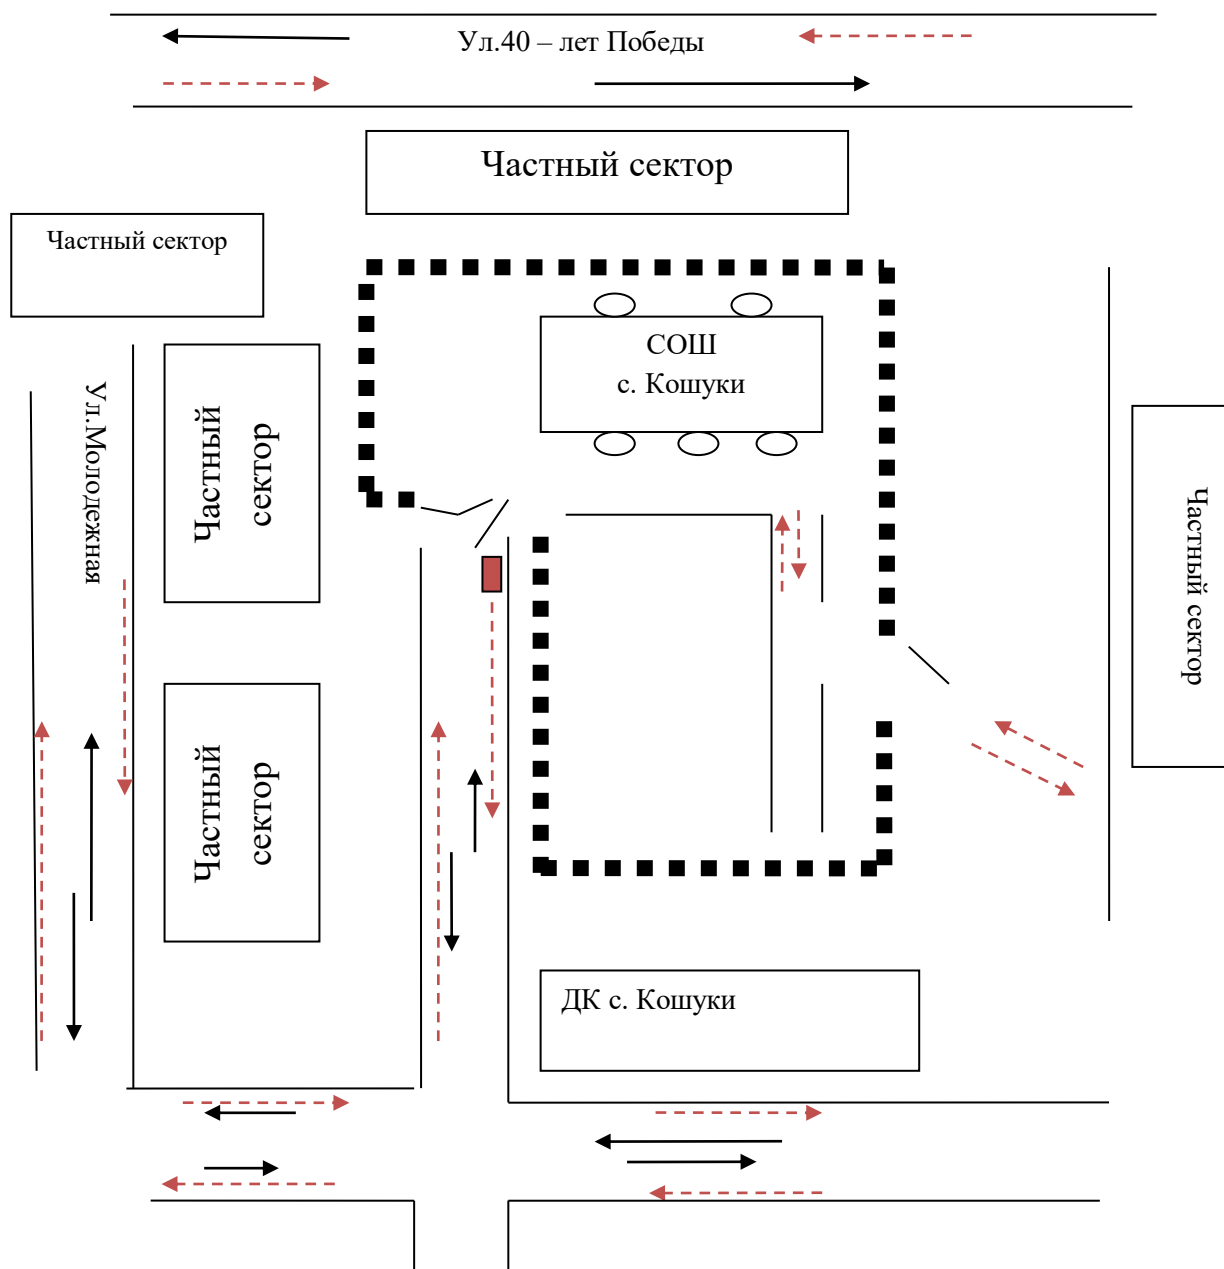 Ул.40 – лет Победы
Частный сектор
Частный сектор
СОШ
с. Кошуки
Ул.Молодежная
Частный
сектор
Частный сектор
Частный
сектор
ДК с. Кошуки